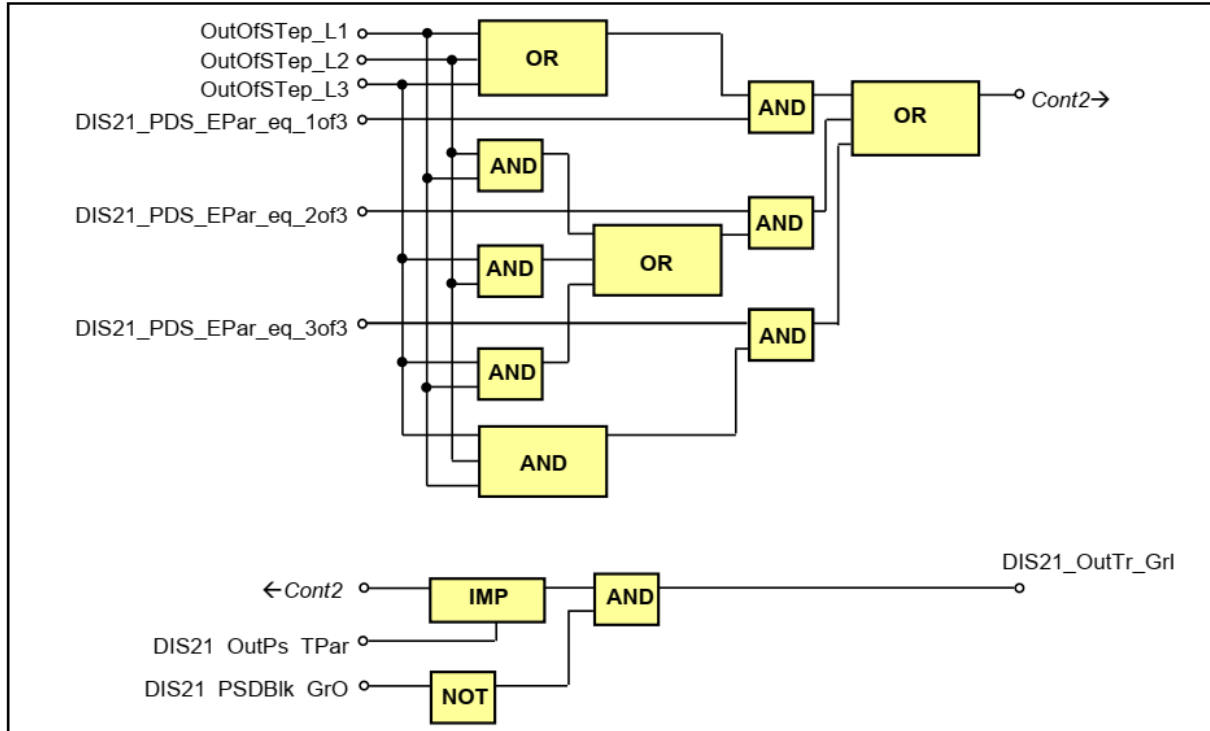 OutOfSTep_L1
OutOfSTep_L2
OutOfSTep_L3
OR
DIS21_PDS_EPar_eq_1of3
AND
OR
Cont2→
AND
DIS21_PDS_EPar_eq_2of3
AND
AND
OR
DIS21_PDS_EPar_eq_3of3
AND
AND
AND
←Cont2
IMP
AND
DIS21_OutTr_GrI
DIS21 OutPs TPar
DIS21 PSDBlk GrO
NOT